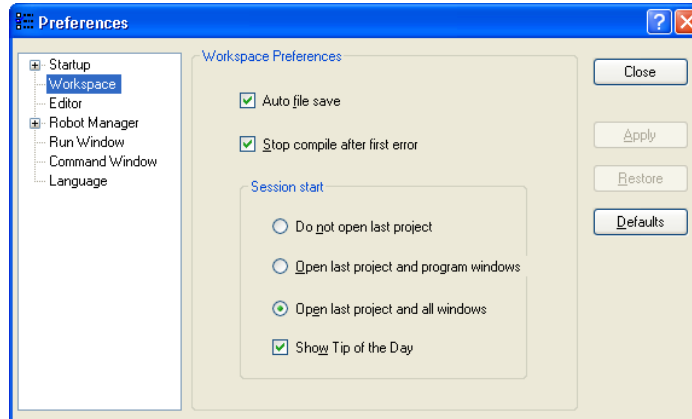 Preferences
Startup
Workspace
Editor
Robot Manager
Run Window
Command Window
Language
Workspace Preferences
Auto file save
Stop compile after first error
Session start
Do not open last project
Open last project and program windows
Open last project and all windows
Show Tip of the Day
Close
Apply
Restore
Defaults